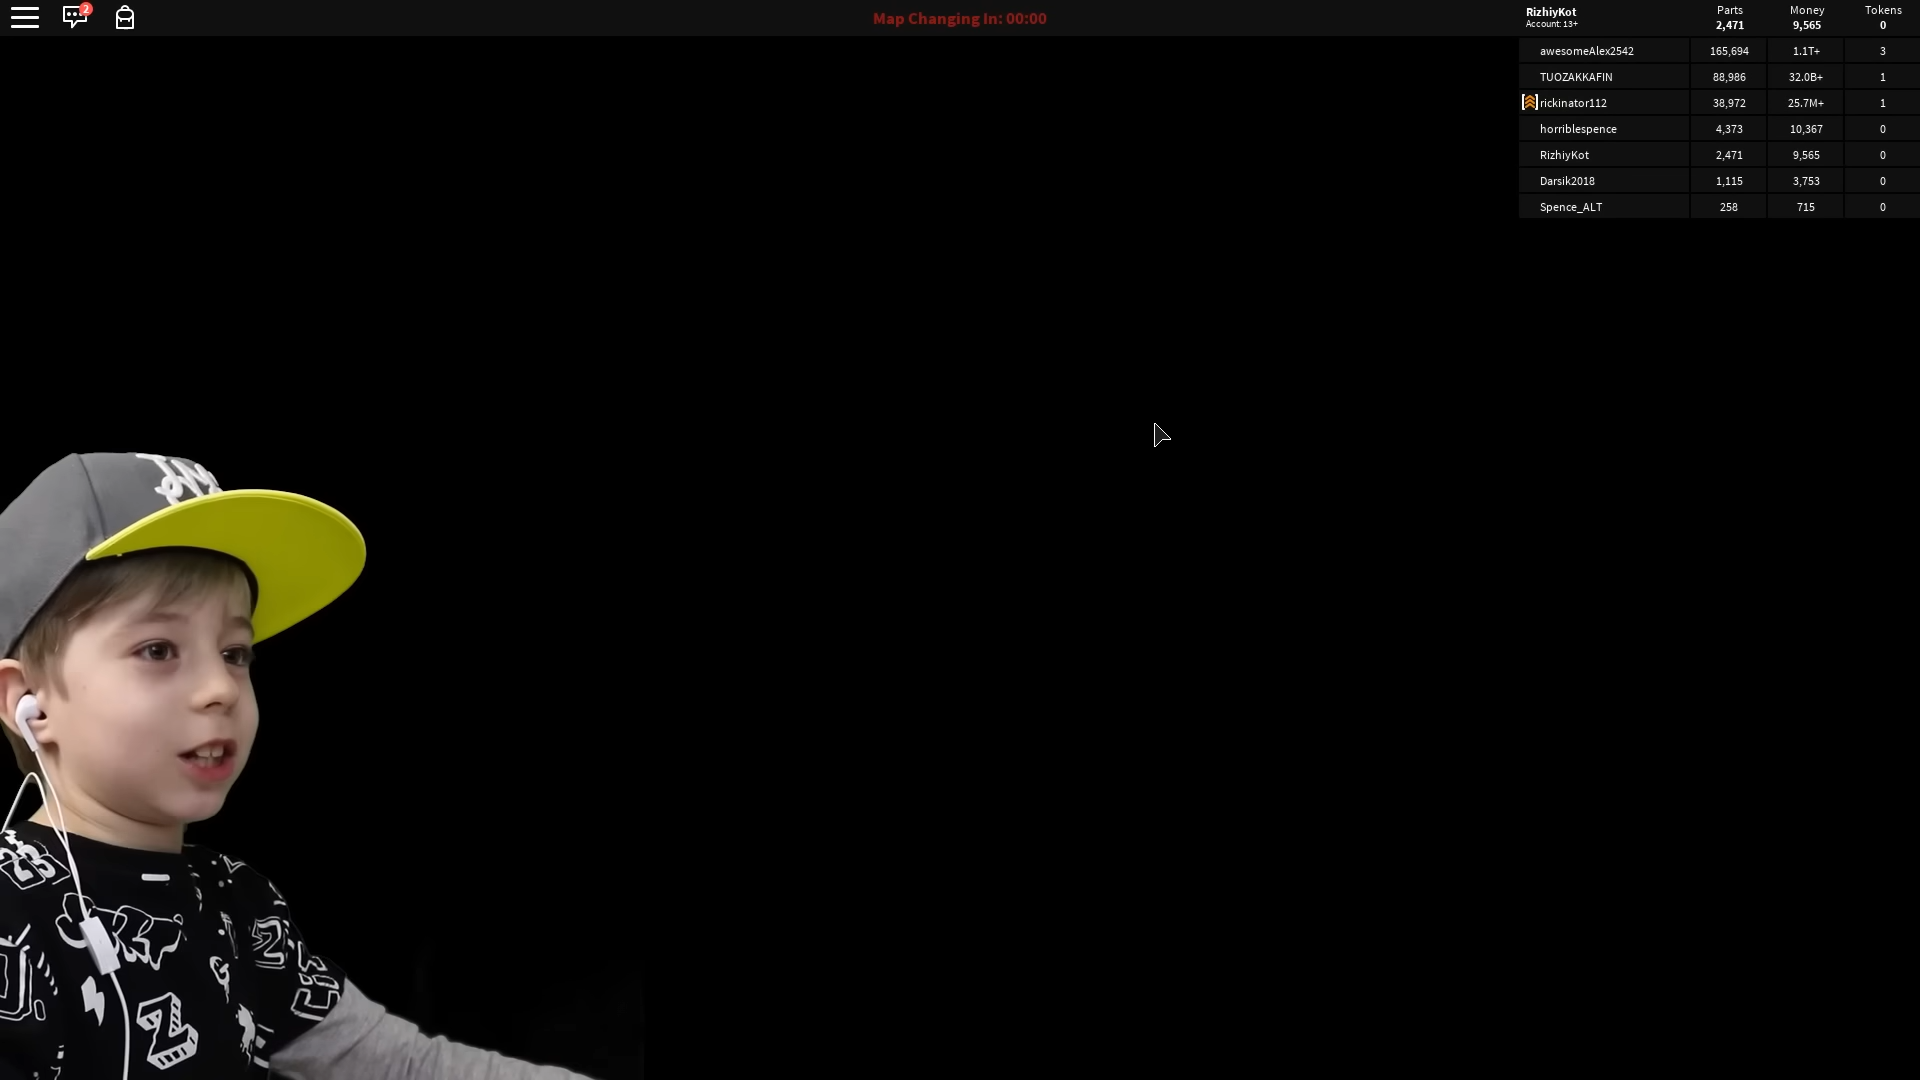 2
Map Changing In: 00:00
RizhiyKot
Account: 13+
Parts
2,471
Money
9,565
Tokens
0
awesomeAlex2542 165,694 1.1T+ 3
TUOZAKKAFIN 88,986 32.0B+ 1
rickinator112 38,972 25.7M+ 1
horriblespence 4,373 10,367 0
RizhiyKot 2,471 9,565 0
Darsik2018 1,115 3,753 0
Spence_ALT 258 715 0
23
Z